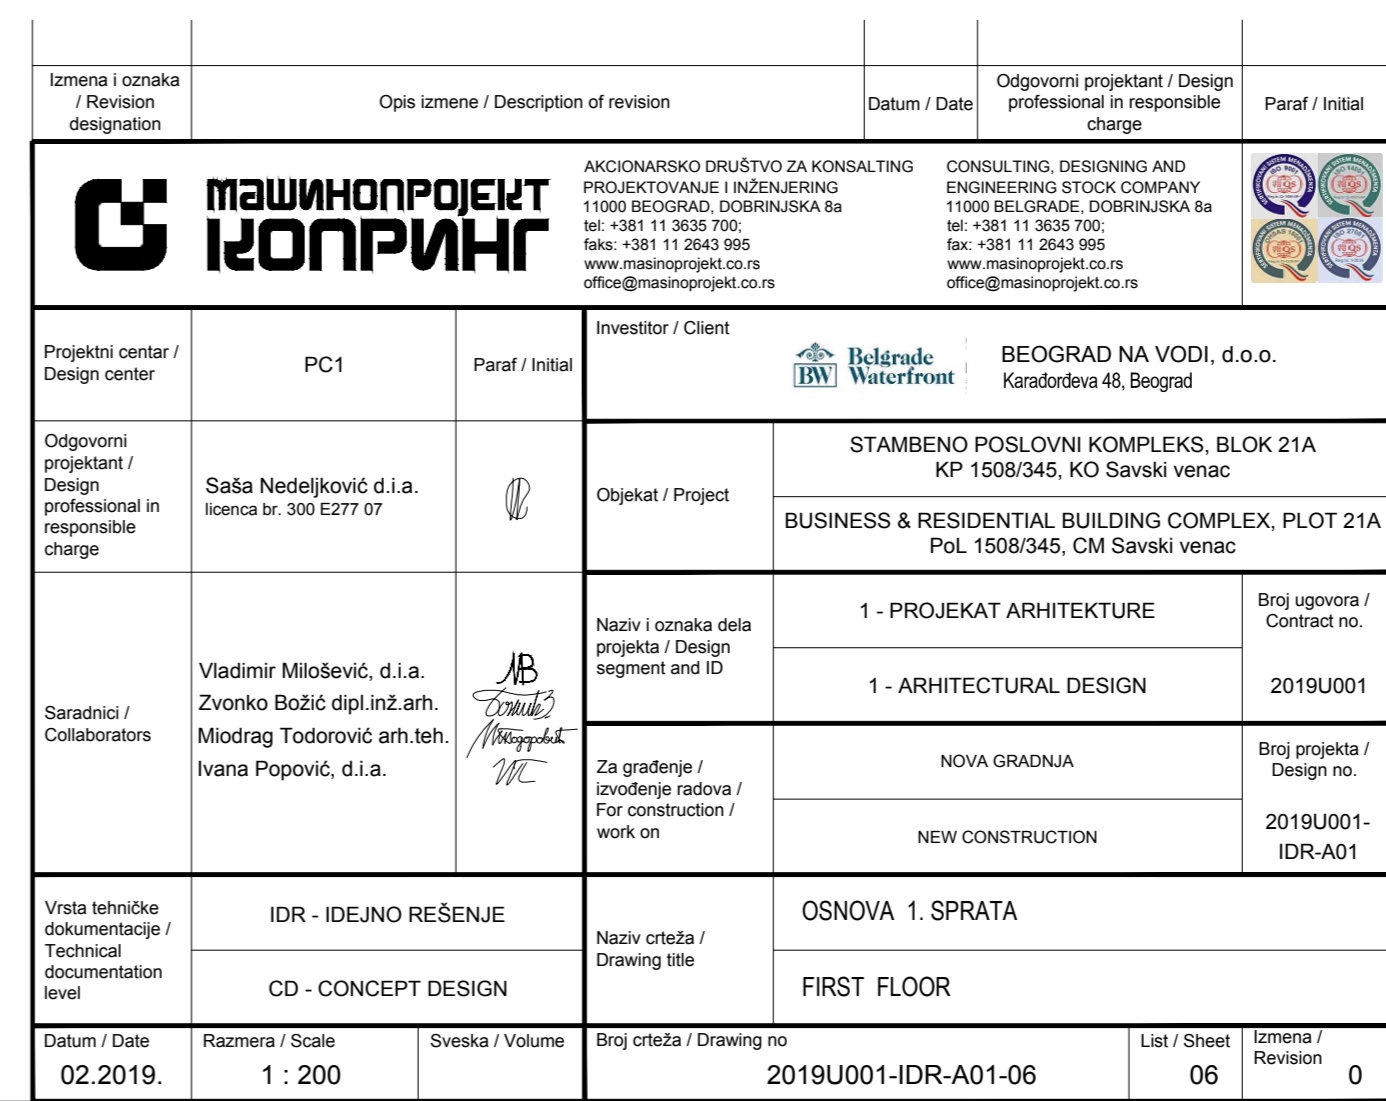 Izmena i oznaka
/ Revision
designation
Opis izmene / Description of revision
Datum / Date
Odgovorni projektant / Design
professional in responsible
charge
Paraf / Initial
МАШИНОПРОЈЕКТ
КОПРИНГ
AKCIONARSKO DRUŠTVO ZA KONSALTING
PROJEKTOVANJE I INŽENJERING
11000 BEOGRAD, DOBRINJSKA 8a
tel: +381 11 3635 700;
faks: +381 11 2643 995
www.masinoprojekt.co.rs
office@masinoprojekt.co.rs
CONSULTING, DESIGNING AND
ENGINEERING STOCK COMPANY
11000 BELGRADE, DOBRINJSKA 8a
tel: +381 11 3635 700;
fax: +381 11 2643 995
www.masinoprojekt.co.rs
office@masinoprojekt.co.rs
Projektni centar /
Design center
PC1
Paraf / Initial
Investitor / Client
BW
Belgrade
Waterfront
BEOGRAD NA VODI, d.o.o.
Karađorđeva 48, Beograd
Odgovorni
projektant /
Design
professional in
responsible
charge
Saša Nedeljković d.i.a.
licenca br. 300 E277 07
Objekat / Project
STAMBENO POSLOVNI KOMPLEKS, BLOK 21A
KP 1508/345, KO Savski venac
BUSINESS & RESIDENTIAL BUILDING COMPLEX, PLOT 21A
PoL 1508/345, CM Savski venac
Saradnici /
Collaborators
Vladimir Milošević, d.i.a.
Zvonko Božić dipl.inž.arh.
Miodrag Todorović arh.teh.
Ivana Popović, d.i.a.
Naziv i oznaka dela
projekta / Design
segment and ID
1 - PROJEKAT ARHITEKTURE
1 - ARHITECTURAL DESIGN
Broj ugovora /
Contract no.
2019U001
Za građenje /
izvođenje radova /
For construction /
work on
NOVA GRADNJA
NEW CONSTRUCTION
Broj projekta /
Design no.
2019U001-
IDR-A01
Vrsta tehničke
dokumentacije /
Technical
documentation
level
IDR - IDEJNO REŠENJE
CD - CONCEPT DESIGN
Naziv crteža /
Drawing title
OSNOVA 1. SPRATA
FIRST FLOOR
Datum / Date
02.2019.
Razmera / Scale
1 : 200
Sveska / Volume
Broj crteža / Drawing no
2019U001-IDR-A01-06
List / Sheet
06
Izmena /
Revision
0